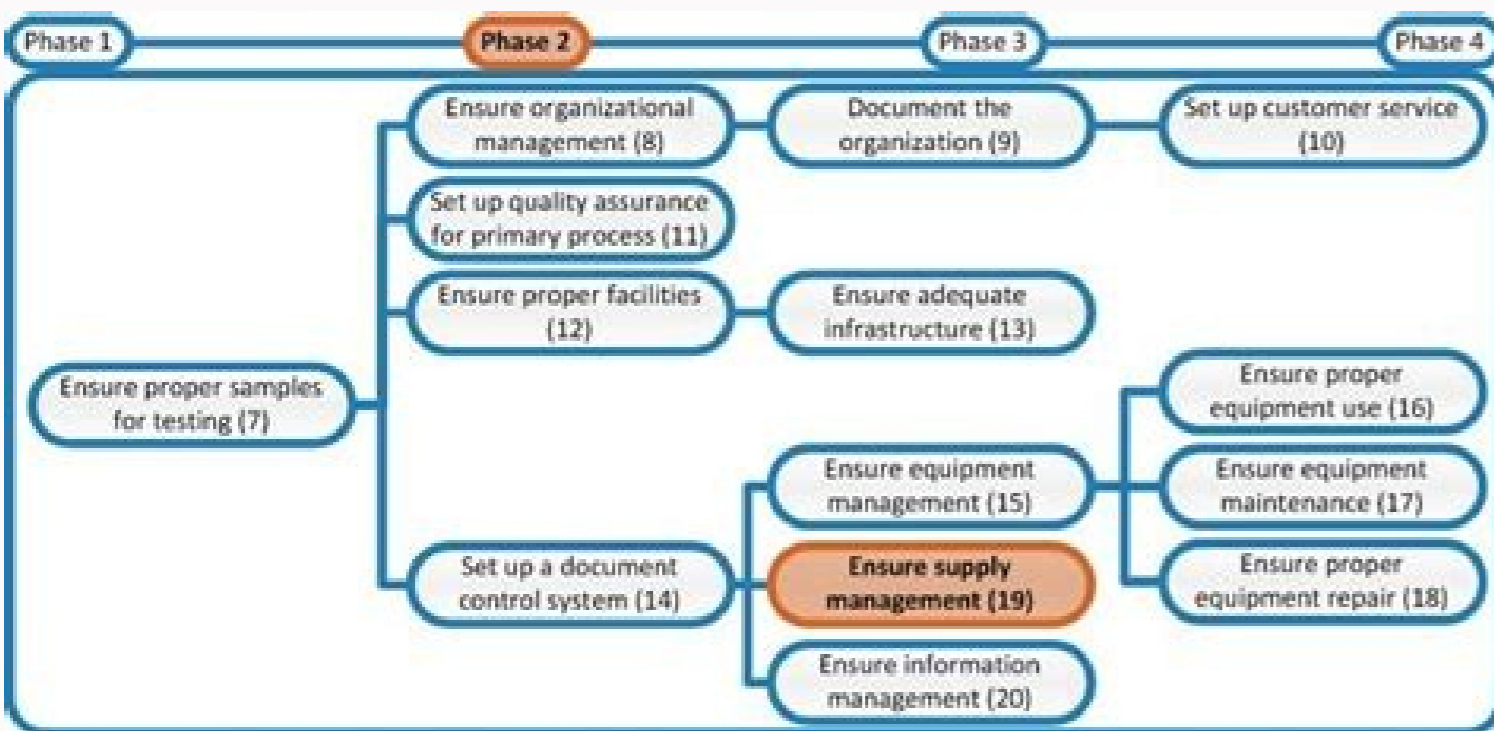 Phase 1
Phase 2
Phase 3
Phase 4
Ensure organizational
management (8)
Document the
organization (9)
Set up customer service
(10)
Set up quality assurance
for primary process (11)
Ensure proper facilities
(12)
Ensure adequate
infrastructure (13)
Ensure proper samples
for testing (7)
Ensure proper
equipment use (16)
Ensure equipment
management (15)
Ensure equipment
maintenance (17)
Set up a document
control system (14)
Ensure supply
management (19)
Ensure proper
equipment repair (18)
Ensure information
management (20)